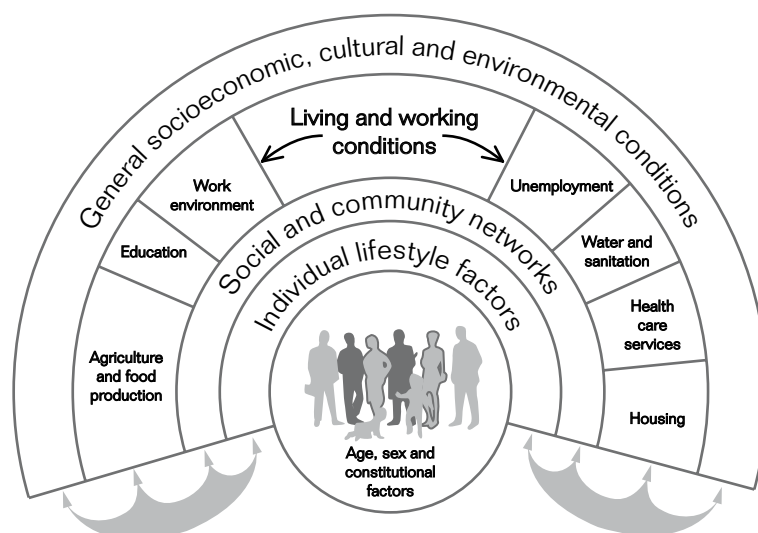 General socioeconomic, cultural and environmental conditions
Living and working
conditions
Work
environment
Unemployment
Education
Water and
sanitation
Social and community networks
Individual lifestyle factors
Agriculture
and food
production
Health
care
services
Housing
Age, sex and
constitutional
factors